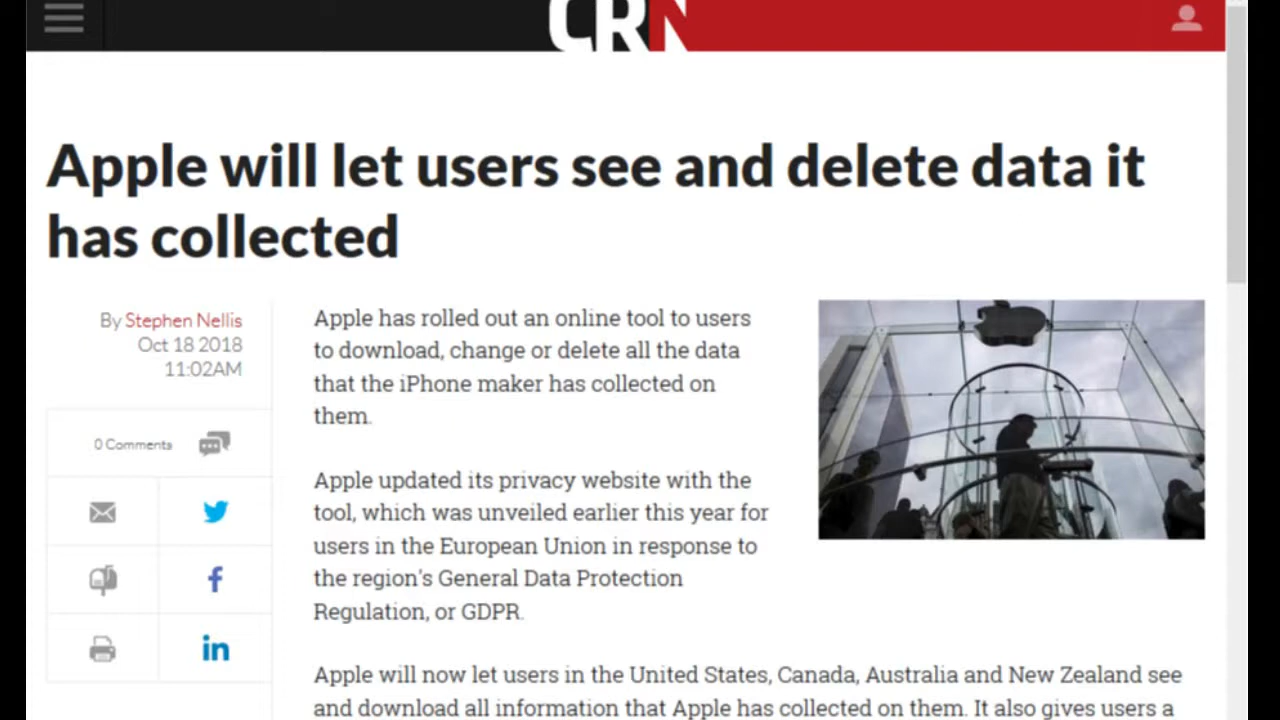 CRN
Apple will let users see and delete data it
has collected
By Stephen Nellis
Oct 18 2018
11:02AM
0 Comments
Apple has rolled out an online tool to users
to download, change or delete all the data
that the iPhone maker has collected on
them.
Apple updated its privacy website with the
tool, which was unveiled earlier this year for
users in the European Union in response to
the region's General Data Protection
Regulation, or GDPR.
Apple will now let users in the United States, Canada, Australia and New Zealand see
and download all information that Apple has collected on them. It also gives users a